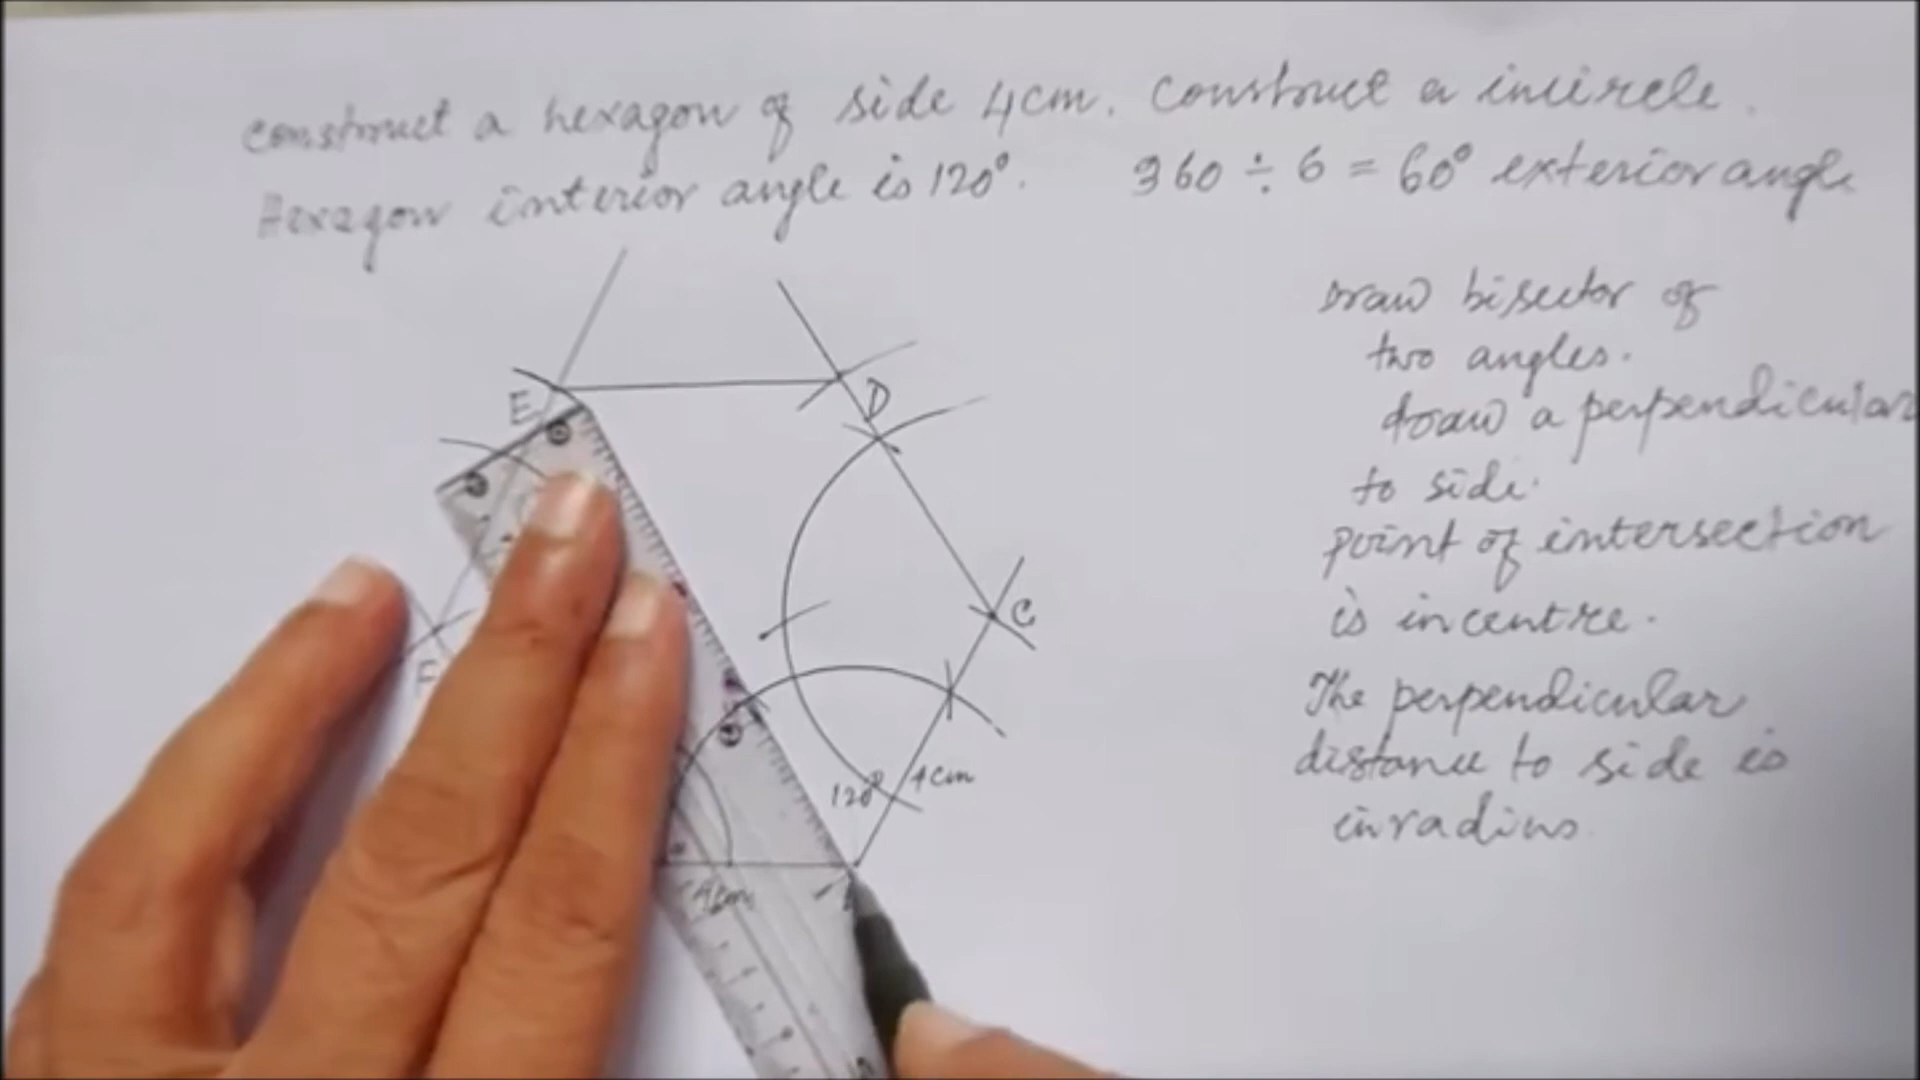 construct a hexagon of side 4cm. Construct a incircle.
Hexagon interior angle is 120°. 360 ÷ 6 = 60° exterior angle
Draw bisector of
two angles.
draw a perpendicular
to side.
point of intersection
is incentre.
The perpendicular
distance to side is
inradius
E
D
C
F
120°
4cm
4cm